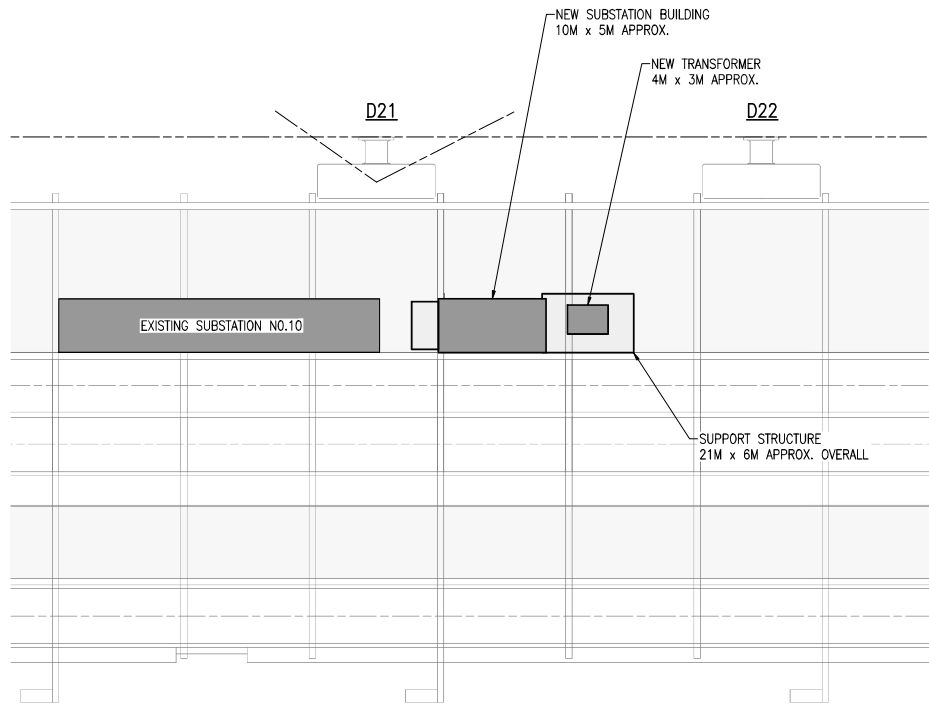 NEW SUBSTATION BUILDING
10M x 5M APPROX.
NEW TRANSFORMER
4M x 3M APPROX.
D21
D22
EXISTING SUBSTATION NO.10
SUPPORT STRUCTURE
21M x 6M APPROX. OVERALL